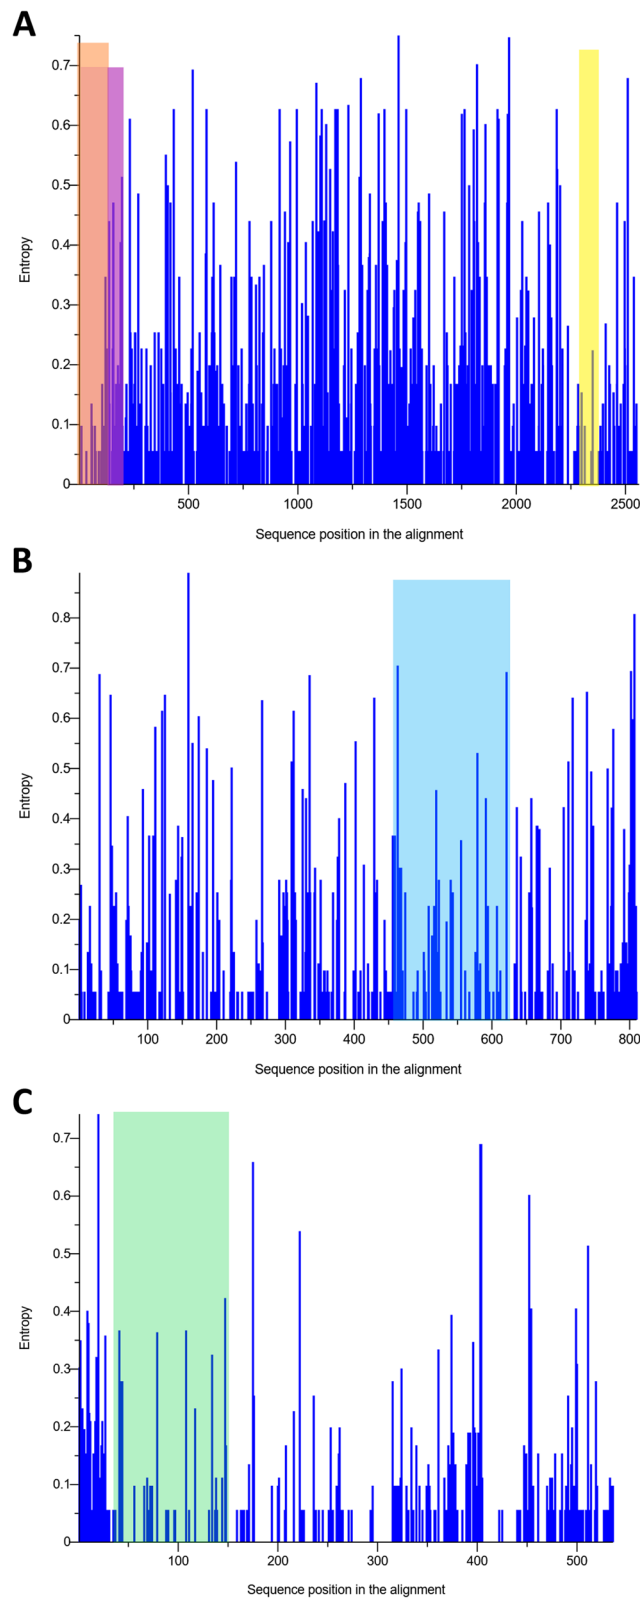 A
0.7
0.6
0.5
0.4
0.3
0.2
0.1
0
Entropy
500 1000 1500 2000 2500
Sequence position in the alignment
B
0.8
0.7
0.6
0.5
0.4
0.3
0.2
0.1
0
Entropy
100 200 300 400 500 600 700 800
Sequence position in the alignment
C
0.7
0.6
0.5
0.4
0.3
0.2
0.1
0
Entropy
100 200 300 400 500
Sequence position in the alignment